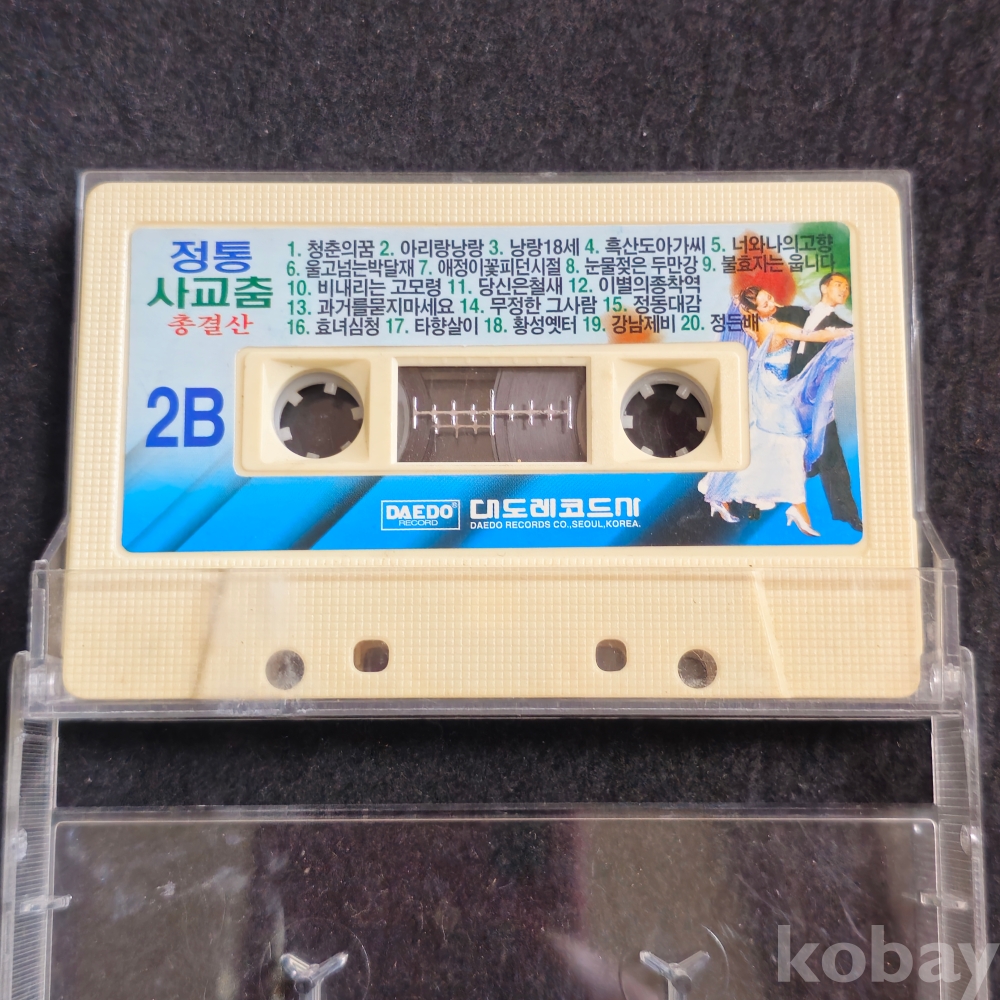 정통
사교춤
총결산
2B
1. 청춘의꿈 2. 아리랑낭랑 3. 낭랑18세 4. 흑산도아가씨 5. 너와나의고향
6. 울고넘는박달재 7. 애정이꽃피던시절 8. 눈물젖은 두만강 9. 불효자는 웁니다
10. 비내리는 고모령 11. 당신은철새 12. 이별의종착역
13. 과거를묻지마세요 14. 무정한 그사람 15. 정동대감
16. 효녀심청 17. 타향살이 18. 황성옛터 19. 강남제비 20. 정든배
DAEDO®
RECORD
대도레코드사
DAEDO RECORDS CO.,SEOUL,KOREA.
kobay